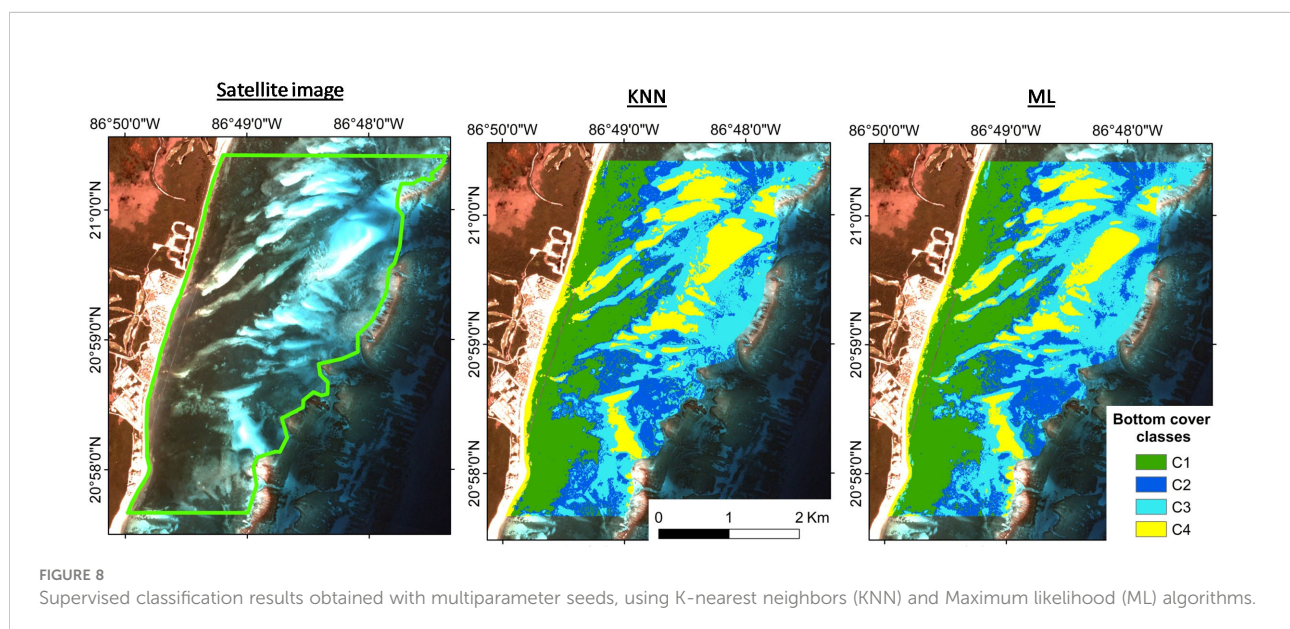 Satellite image
KNN
ML
86°50'0"W 86°49'0"W 86°48'0"W
86°50'0"W 86°49'0"W 86°48'0"W
86°50'0"W 86°49'0"W 86°48'0"W
21°0'0"N
20°59'0"N
20°58'0"N
21°0'0"N
20°59'0"N
20°58'0"N
21°0'0"N
20°59'0"N
20°58'0"N
0 1 2 Km
Bottom cover
classes
C1
C2
C3
C4
FIGURE 8
Supervised classification results obtained with multiparameter seeds, using K-nearest neighbors (KNN) and Maximum likelihood (ML) algorithms.